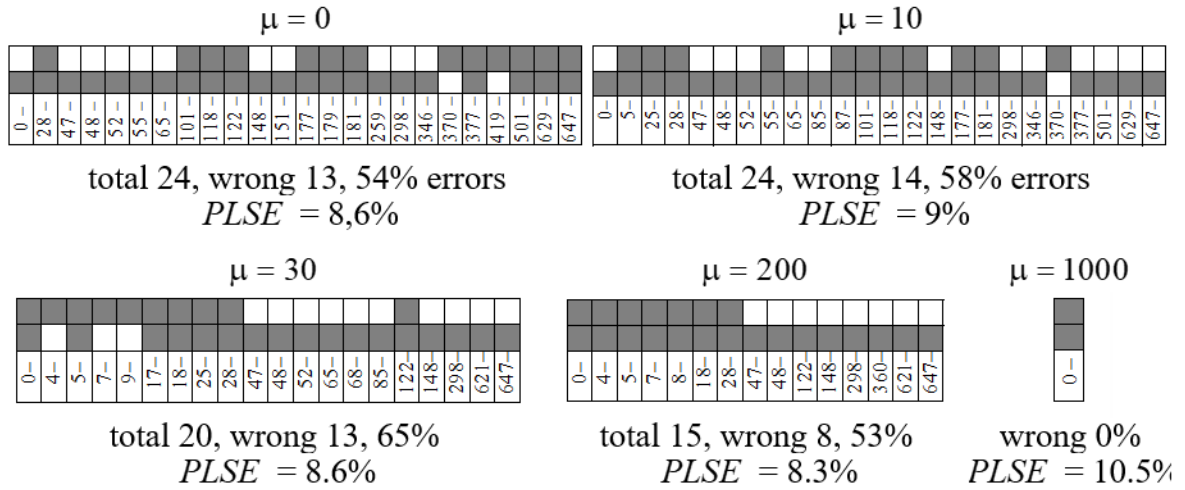 μ = 0
0 – 28 – 47 – 48 – 52 – 55 – 65 – 101 – 118 – 122 – 148 – 151 – 177 – 179 – 181 – 259 – 298 – 346 – 370 – 377 – 419 – 501 – 629 – 647 –
total 24, wrong 13, 54% errors
PLSE = 8,6%
μ = 10
0 – 5 – 25 – 28 – 47 – 48 – 52 – 55 – 65 – 85 – 87 – 101 – 118 – 122 – 148 – 177 – 181 – 298 – 346 – 370 – 377 – 501 – 629 – 647 –
total 24, wrong 14, 58% errors
PLSE = 9%
μ = 30
0– 4– 5– 7– 9– 17– 18– 25– 28– 47– 48– 52– 65– 68– 85– 122– 148– 298– 621– 647–
total 20, wrong 13, 65%
PLSE = 8.6%
μ = 200
0– 4– 5– 7– 8– 18– 28– 47– 48– 122– 148– 298– 360– 621– 647–
total 15, wrong 8, 53%
PLSE = 8.3%
μ = 1000
0 –
wrong 0%
PLSE = 10.5%